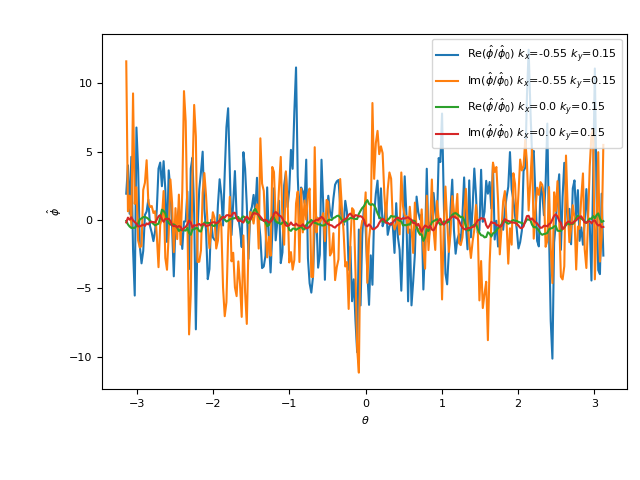 Re(ϕ̂/ϕ̂₀) kₓ=-0.55 k_y=0.15
Im(ϕ̂/ϕ̂₀) kₓ=-0.55 k_y=0.15
Re(ϕ̂/ϕ̂₀) kₓ=0.0 k_y=0.15
Im(ϕ̂/ϕ̂₀) kₓ=0.0 k_y=0.15
10
5
0
−5
−10
ϕ̂
−3 −2 −1 0 1 2 3
θ